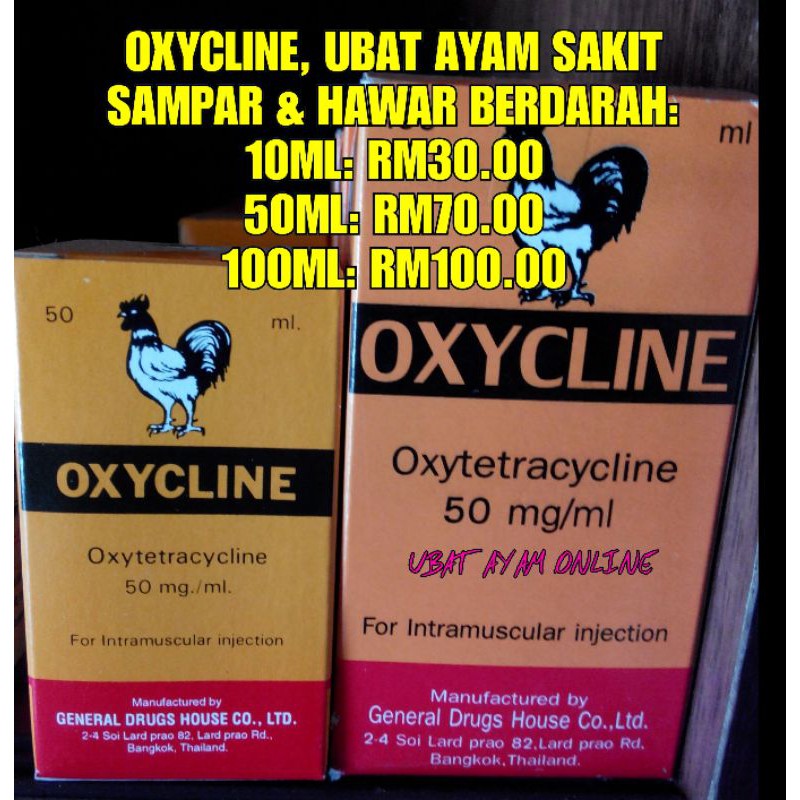 OXYCLINE, UBAT AYAM SAKIT
SAMPAR & HAWAR BERDARAH:
10ML: RM30.00
50ML: RM70.00
100ML: RM100.00
50 ml.
OXYCLINE
Oxytetracycline
50 mg./ml.
For Intramuscular injection
Manufactured by
GENERAL DRUGS HOUSE CO., LTD.
2-4 Soi Lard prao 82, Lard prao Rd.,
Bangkok, Thailand.
ml
OXYCLINE
Oxytetracycline
50 mg/ml
UBAT AYAM ONLINE
For Intramuscular injection
Manufactured by
General Drugs House Co.,Ltd.
2-4 Soi Lard prao 82,Lard prao Rd.
Bangkok,Thailand.